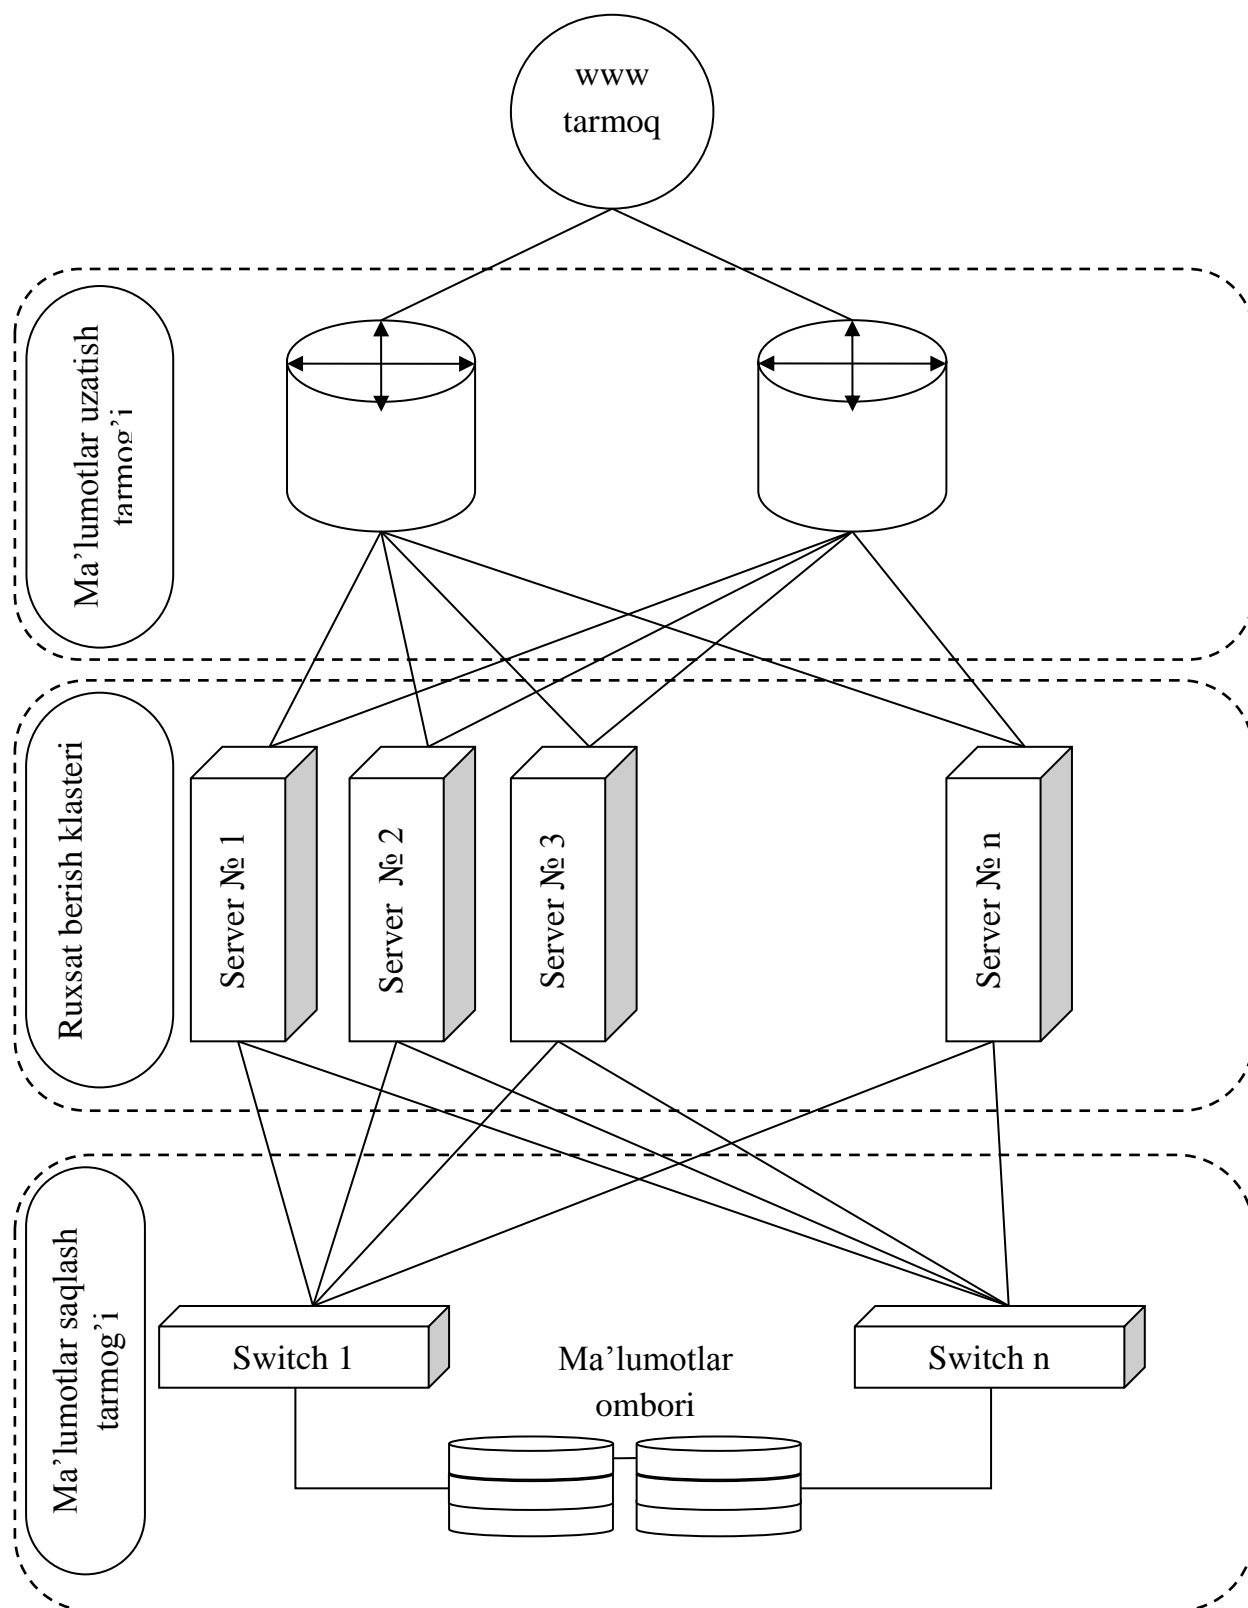 www
tarmoq
Ma’lumotlar uzatish
tarmog’i
Ruxsat berish klasteri
Server № 1
Server № 2
Server № 3
Server № n
Ma’lumotlar saqlash
tarmog’i
Switch 1
Ma’lumotlar
ombori
Switch n